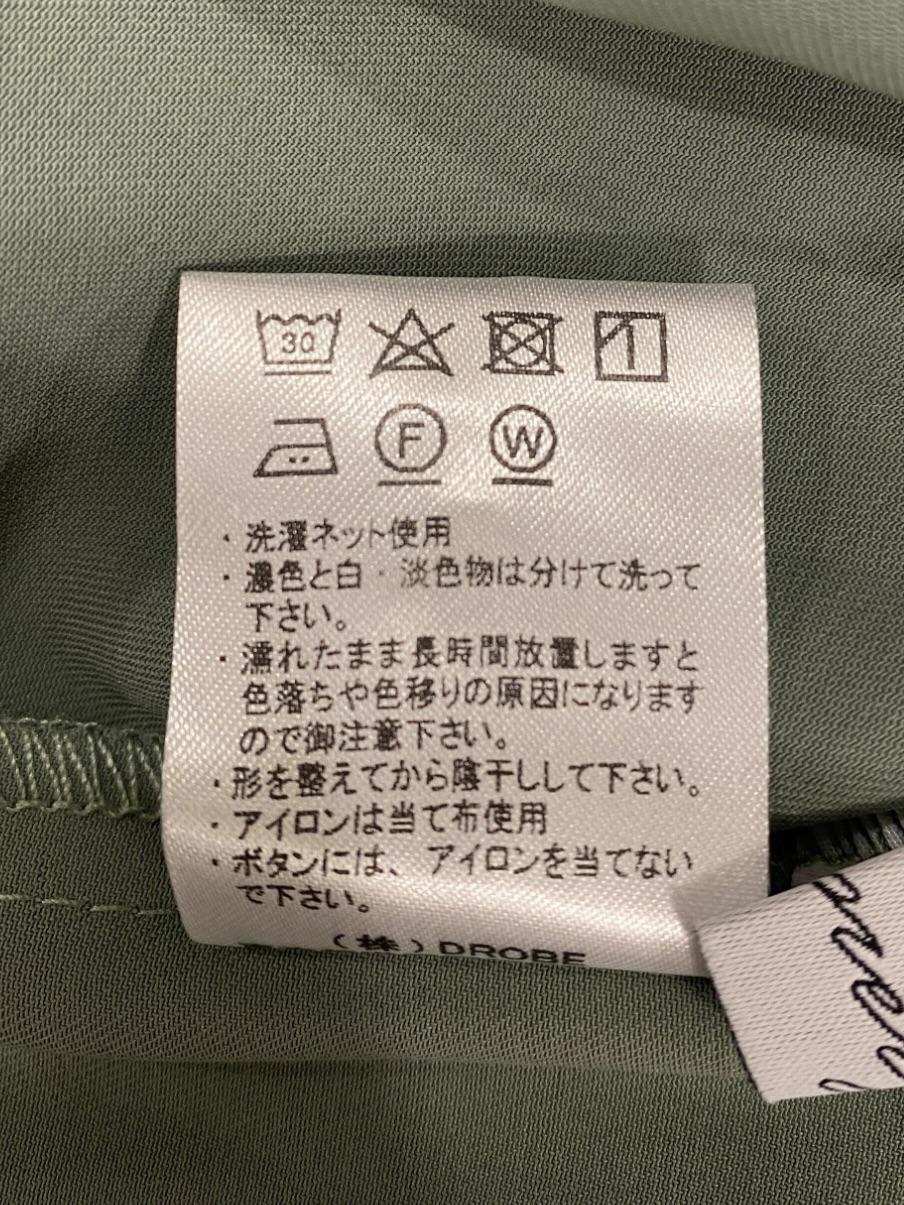 30
F W
・洗濯ネット使用
・濃色と白・淡色物は分けて洗って
下さい。
・濡れたまま長時間放置しますと
色落ちや色移りの原因になります
ので御注意下さい。
・形を整えてから陰干しして下さい。
・アイロンは当て布使用
・ボタンには、アイロンを当てない
で下さい。
(株)DROBE